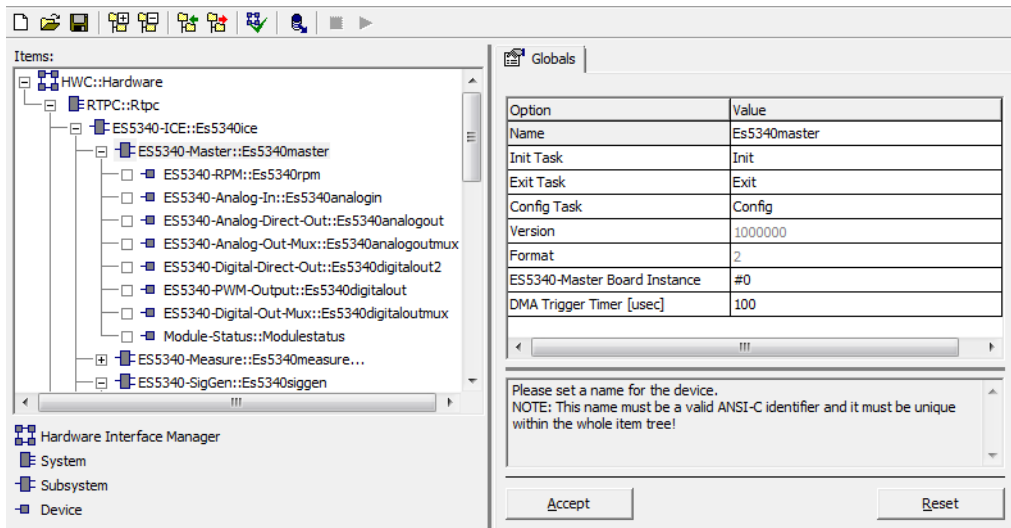 Items:
HWC::Hardware
RTPC::Rtpc
ES5340-ICE::Es5340ice
ES5340-Master::Es5340master
ES5340-RPM::Es5340rpm
ES5340-Analog-In::Es5340analogin
ES5340-Analog-Direct-Out::Es5340analogout
ES5340-Analog-Out-Mux::Es5340analogoutmux
ES5340-Digital-Direct-Out::Es5340digitalout2
ES5340-PWM-Output::Es5340digitalout
ES5340-Digital-Out-Mux::Es5340digitaloutmux
Module-Status::Modulestatus
ES5340-Measure::Es5340measure...
ES5340-SigGen::Es5340siggen
Hardware Interface Manager
System
Subsystem
Device
Globals
Option Value
Name Es5340master
Init Task Init
Exit Task Exit
Config Task Config
Version 1000000
Format 2
ES5340-Master Board Instance #0
DMA Trigger Timer [usec] 100
Please set a name for the device.
NOTE: This name must be a valid ANSI-C identifier and it must be unique
within the whole item tree!
Accept Reset